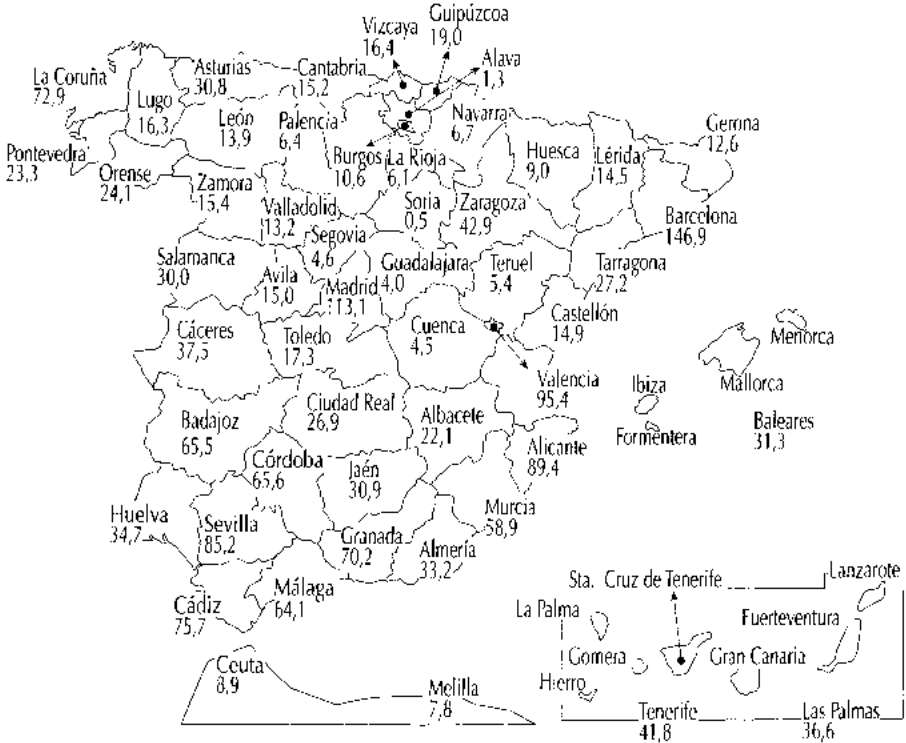 Guipúzcoa
19,0
Vizcaya
16,4
Alava
1,3
La Coruña
72,9
Asturias
30,8
Cantabria
15,2
Lugo
16,3
León
13,9
Palencia
6,4
Navarra
6,7
Gerona
12,6
Pontevedra
23,3
Orense
24,1
Burgos
10,6
La Rioja
6,1
Huesca
9,0
Lérida
14,5
Zamora
15,4
Valladolid
13,2
Soria
0,5
Zaragoza
42,9
Barcelona
146,9
Segovia
4,6
Salamanca
30,0
Avila
15,0
Madrid
113,1
Guadalajara
4,0
Teruel
5,4
Tarragona
27,2
Cáceres
37,5
Toledo
17,3
Cuenca
4,5
Castellón
14,9
Menorca
Mallorca
Valencia
95,4
Ibiza
Formentera
Baleares
31,3
Badajoz
65,5
Ciudad Real
26,9
Albacete
22,1
Alicante
89,4
Córdoba
65,6
Jaén
30,9
Murcia
58,9
Huelva
34,7
Sevilla
85,2
Granada
70,2
Almería
33,2
Cádiz
75,7
Málaga
64,1
Sta. Cruz de Tenerife
Lanzarote
La Palma
Fuerteventura
Gomera
Gran Canaria
Hierro
Ceuta
8,9
Melilla
7,8
Tenerife
41,8
Las Palmas
36,6